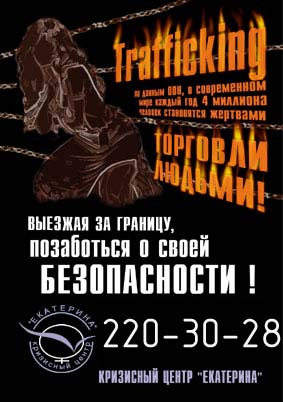 Trafficking
по данным ООН, в современном
мире каждый год 4 миллиона
человек становятся жертвами
ТОРГОВЛИ
ЛЮДЬМИ!
ВЫЕЗЖАЯ ЗА ГРАНИЦУ,
ПОЗАБОТЬСЯ О СВОЕЙ
БЕЗОПАСНОСТИ !
"ЕКАТЕРИНА"
КРИЗИСНЫЙ ЦЕНТР
220-30-28
КРИЗИСНЫЙ ЦЕНТР "ЕКАТЕРИНА"